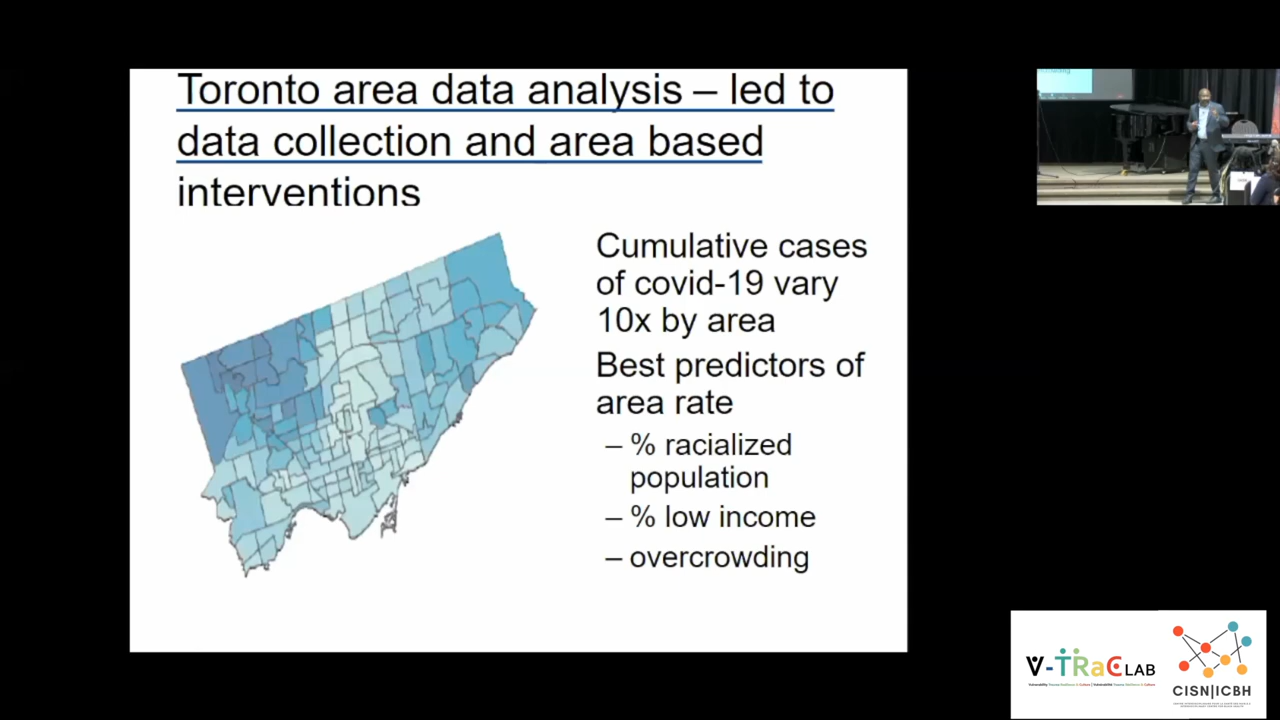 Toronto area data analysis – led to
data collection and area based
interventions
Cumulative cases
of covid-19 vary
10x by area
Best predictors of
area rate
– % racialized
population
– % low income
– overcrowding
V-TRaC LAB
CISN|ICBH